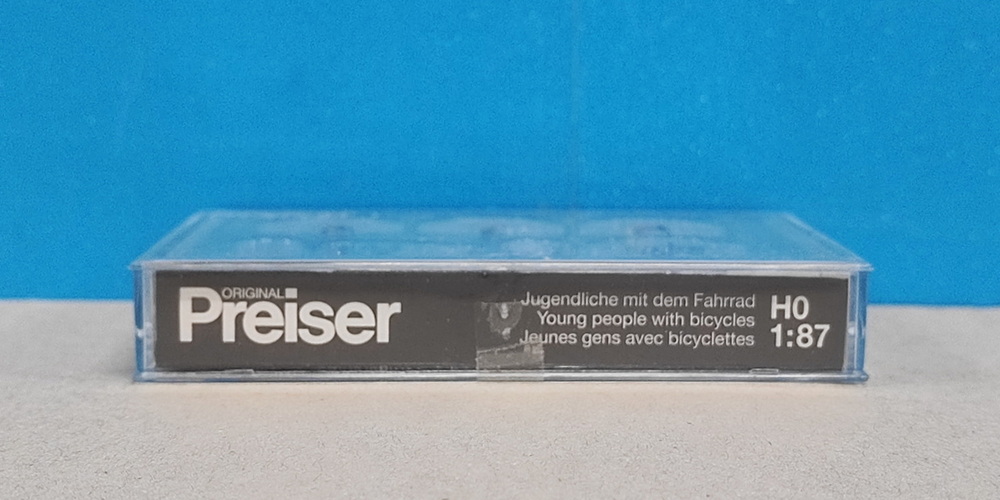 ORIGINAL
Preiser
Jugendliche mit dem Fahrrad
Young people with bicycles
Jeunes gens avec bicyclettes
H0
1:87